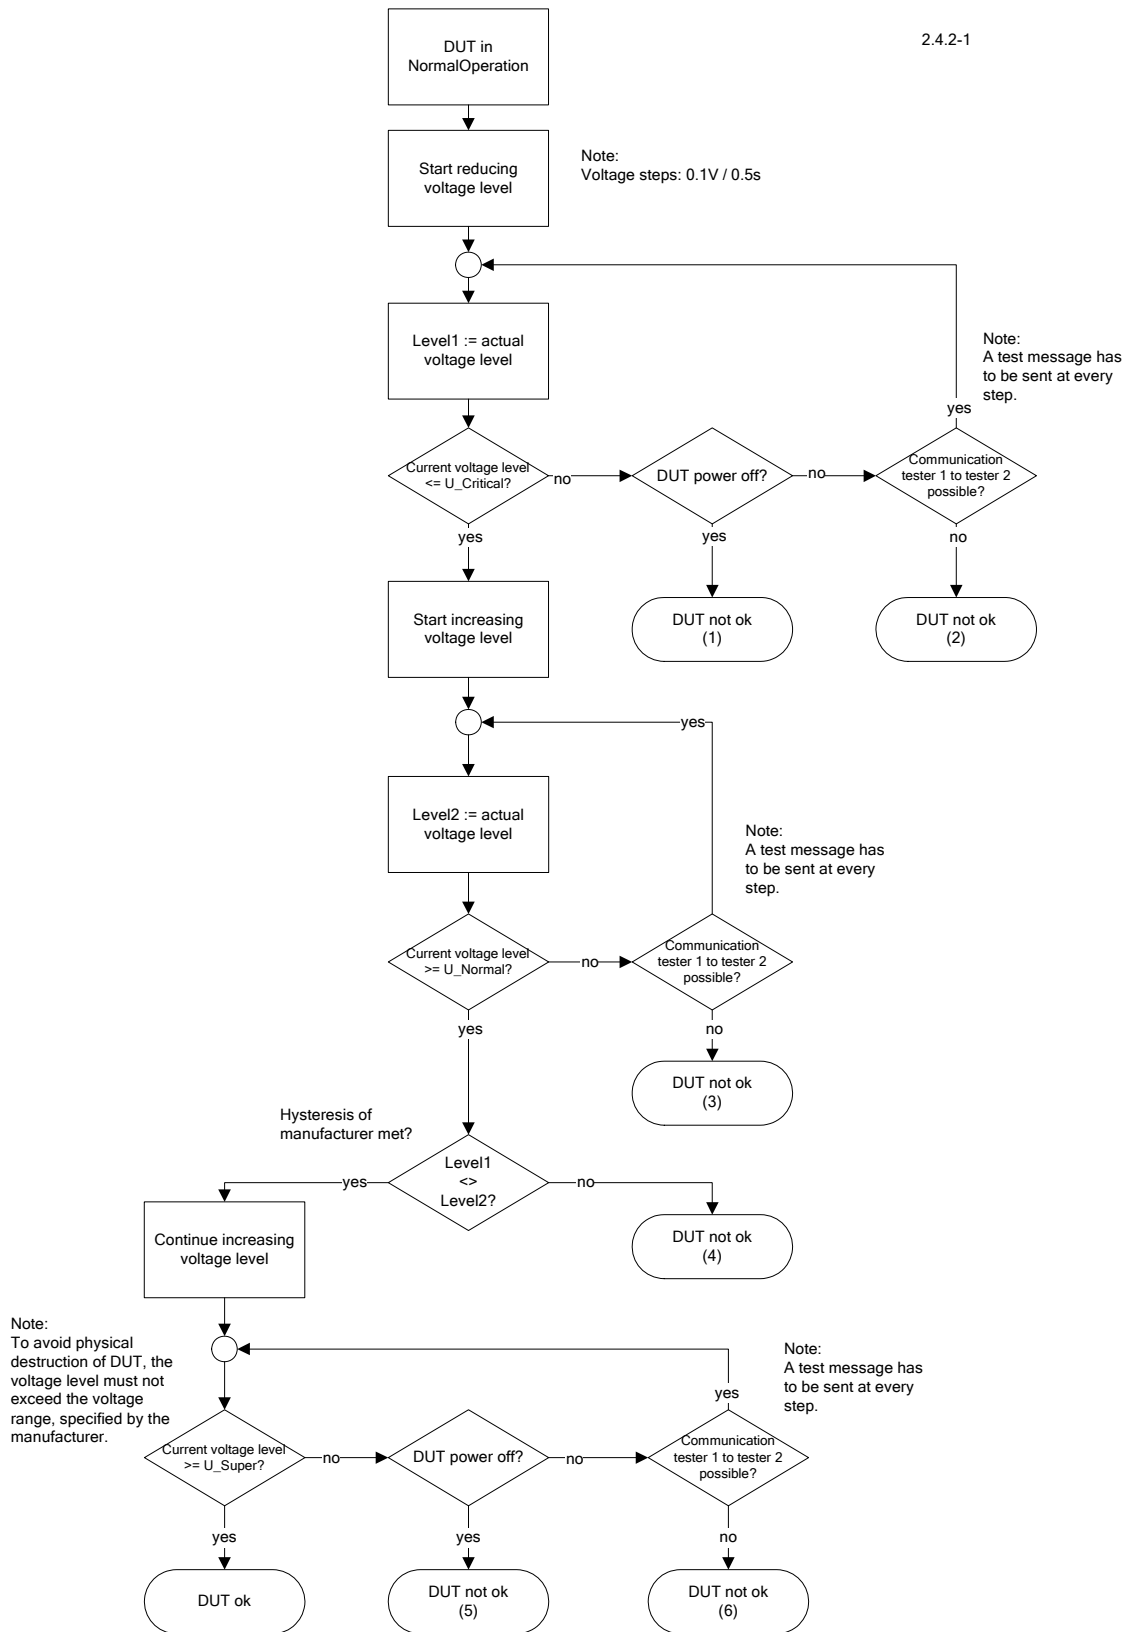 2.4.2-1
DUT in
NormalOperation
Start reducing
voltage level
Note:
Voltage steps: 0.1V / 0.5s
Level1 := actual
voltage level
Note:
A test message has
to be sent at every
step.
yes
Current voltage level
<= U_Critical?
no
DUT power off?
no
Communication
tester 1 to tester 2
possible?
yes
yes
no
Start increasing
voltage level
DUT not ok
(1)
DUT not ok
(2)
yes
Level2 := actual
voltage level
Note:
A test message has
to be sent at every
step.
Current voltage level
>= U_Normal?
no
Communication
tester 1 to tester 2
possible?
yes
no
DUT not ok
(3)
Hysteresis of
manufacturer met?
Level1
<>
Level2?
yes
no
Continue increasing
voltage level
DUT not ok
(4)
Note:
To avoid physical
destruction of DUT, the
voltage level must not
exceed the voltage
range, specified by the
manufacturer.
Note:
A test message has
to be sent at every
step.
yes
Current voltage level
>= U_Super?
no
DUT power off?
no
Communication
tester 1 to tester 2
possible?
yes
yes
no
DUT ok
DUT not ok
(5)
DUT not ok
(6)